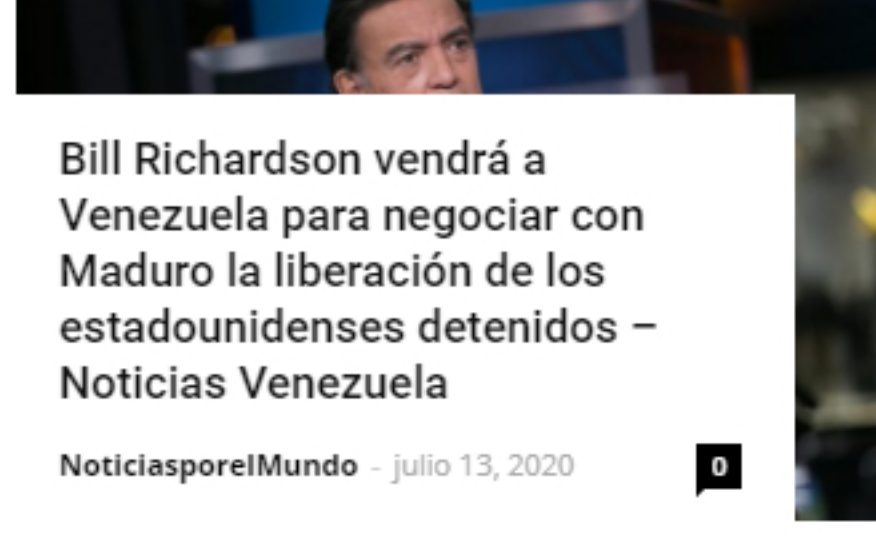 Bill Richardson vendrá a
Venezuela para negociar con
Maduro la liberación de los
estadounidenses detenidos –
Noticias Venezuela
NoticiasporelMundo - julio 13, 2020
0